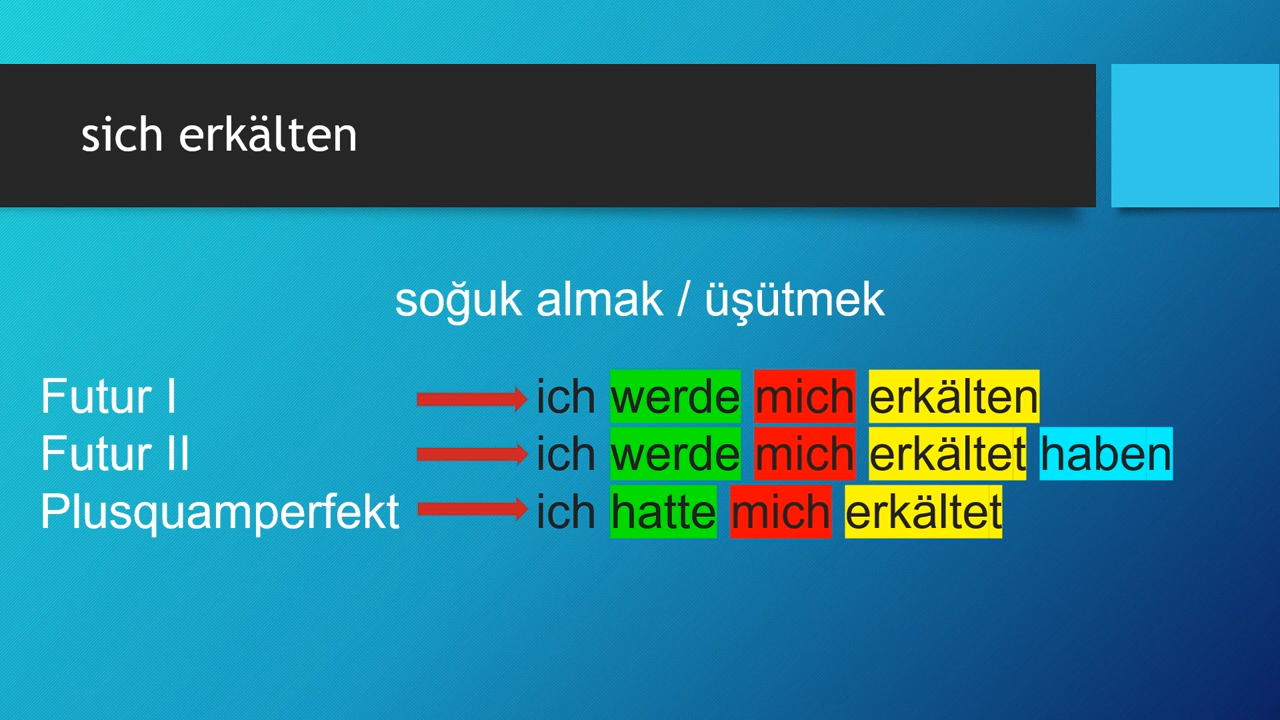 sich erkälten
soğuk almak / üşütmek
Futur I ich werde mich erkälten
Futur II ich werde mich erkältet haben
Plusquamperfekt ich hatte mich erkältet